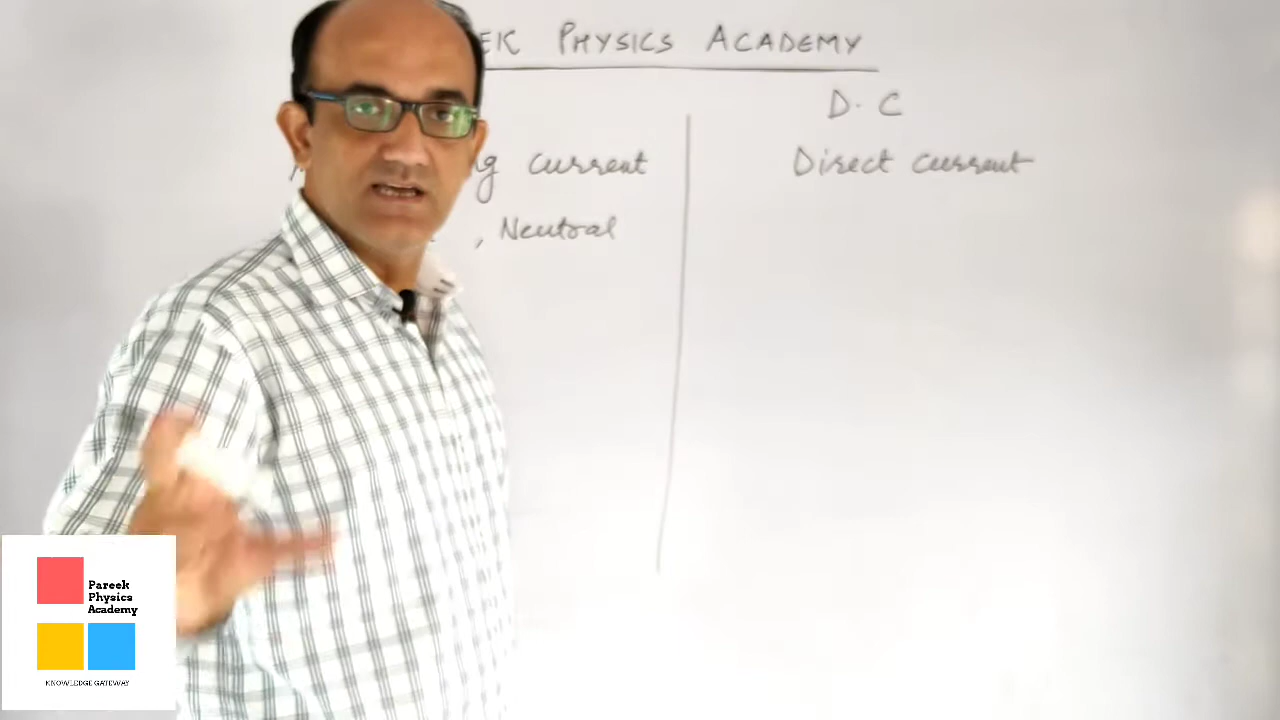 PHYSICS ACADEMY
D. C
current
Direct current
, Neutral
Pareek
Physics
Academy
KNOWLEDGE GATEWAY